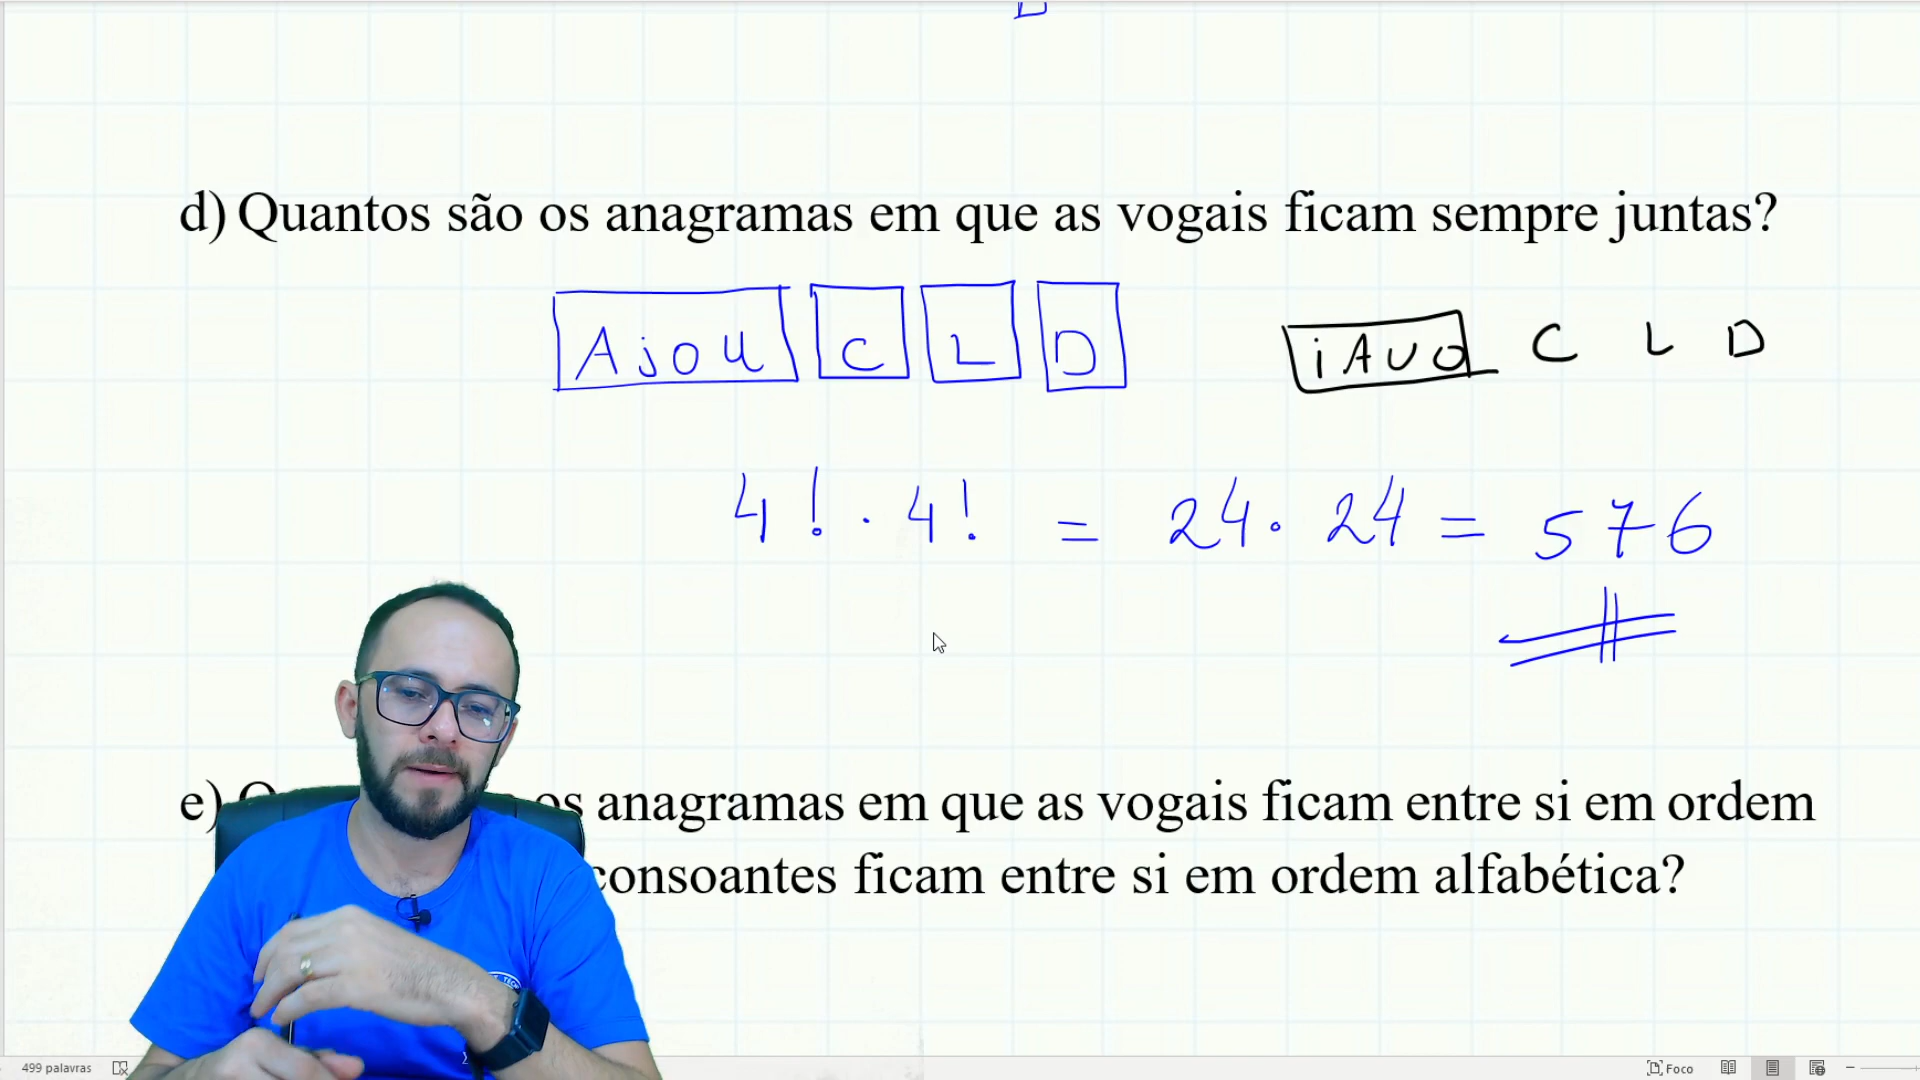 d) Quantos são os anagramas em que as vogais ficam sempre juntas?
A i O U C L D i A U O C L D
4! · 4! = 24 · 24 = 576
e) os anagramas em que as vogais ficam entre si em ordem
consoantes ficam entre si em ordem alfabética?
499 palavras Foco